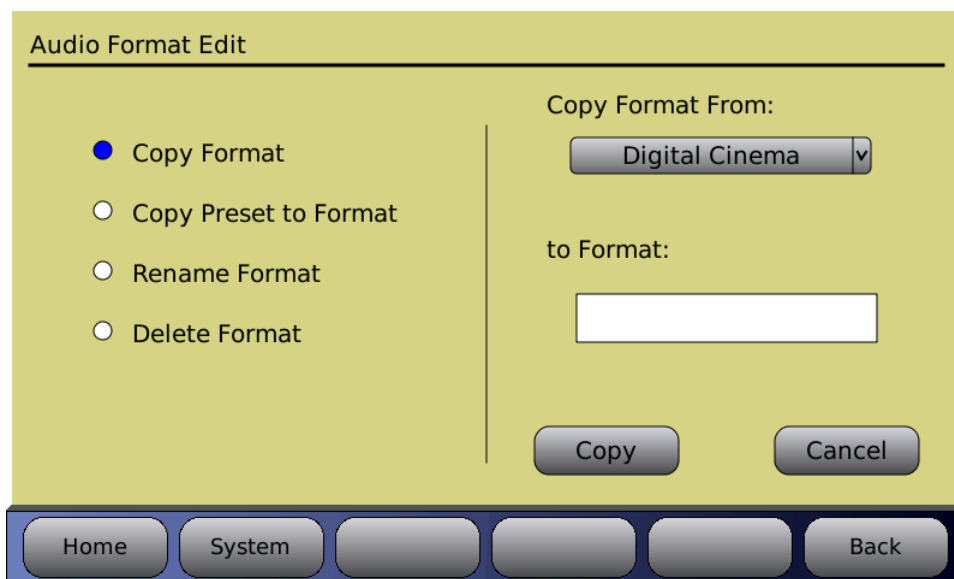 Audio Format Edit
Copy Format
Copy Preset to Format
Rename Format
Delete Format
Copy Format From:
Digital Cinema
to Format:
Copy
Cancel
Home
System
Back